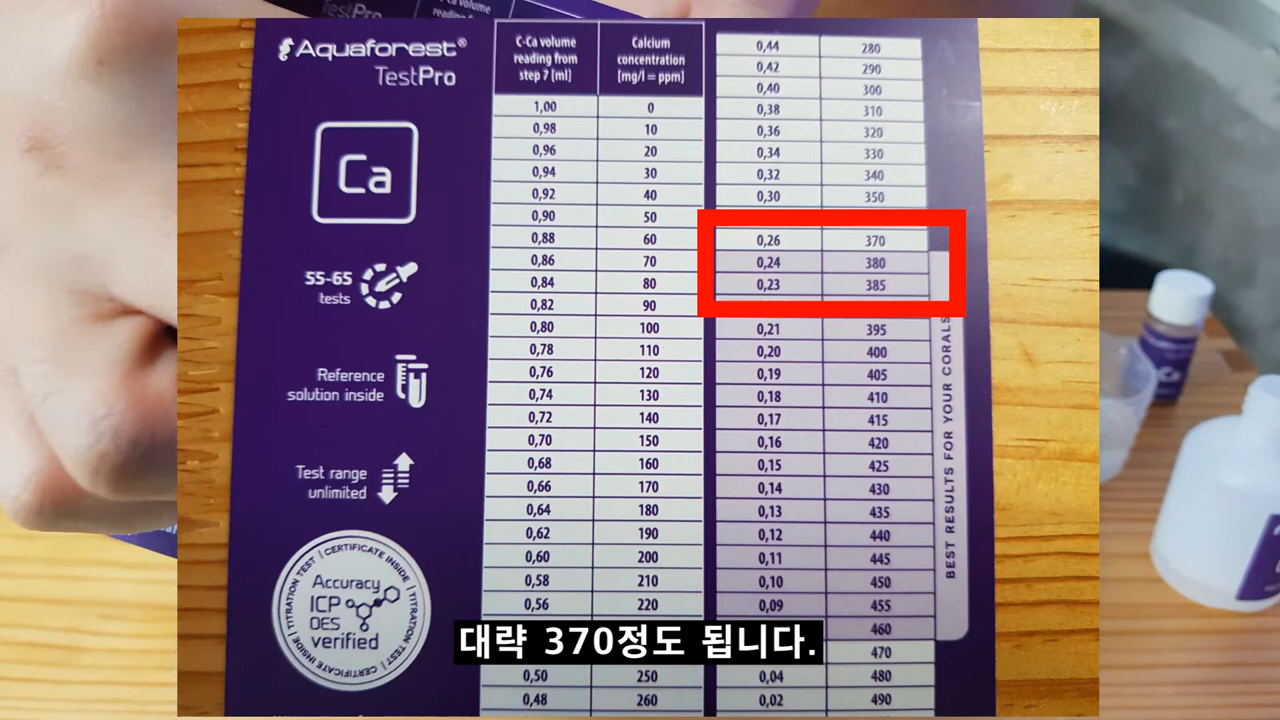 TestPro
Ca volume
Aquaforest®
TestPro
Ca
55-65
tests
Reference
solution inside
Test range
unlimited
CERTIFICATE INSIDE | TITRATION TEST | CERTIFICATE INSIDE | TITRATION TEST |
Accuracy
ICP
OES
verified
C-Ca volume
reading from
step 7 [ml]
Calcium
concentration
[mg/l = ppm]
1,00 0
0,98 10
0,96 20
0,94 30
0,92 40
0,90 50
0,88 60
0,86 70
0,84 80
0,82 90
0,80 100
0,78 110
0,76 120
0,74 130
0,72 140
0,70 150
0,68 160
0,66 170
0,64 180
0,62 190
0,60 200
0,58 210
0,56 220
0,50 250
0,48 260
0,44 280
0,42 290
0,40 300
0,38 310
0,36 320
0,34 330
0,32 340
0,30 350
0,26 370
0,24 380
0,23 385
0,21 395
0,20 400
0,19 405
0,18 410
0,17 415
0,16 420
0,15 425
0,14 430
0,13 435
0,12 440
0,11 445
0,10 450
0,09 455
460
470
0,04 480
0,02 490
BEST RESULTS FOR YOUR CORALS
대략 370정도 됩니다.